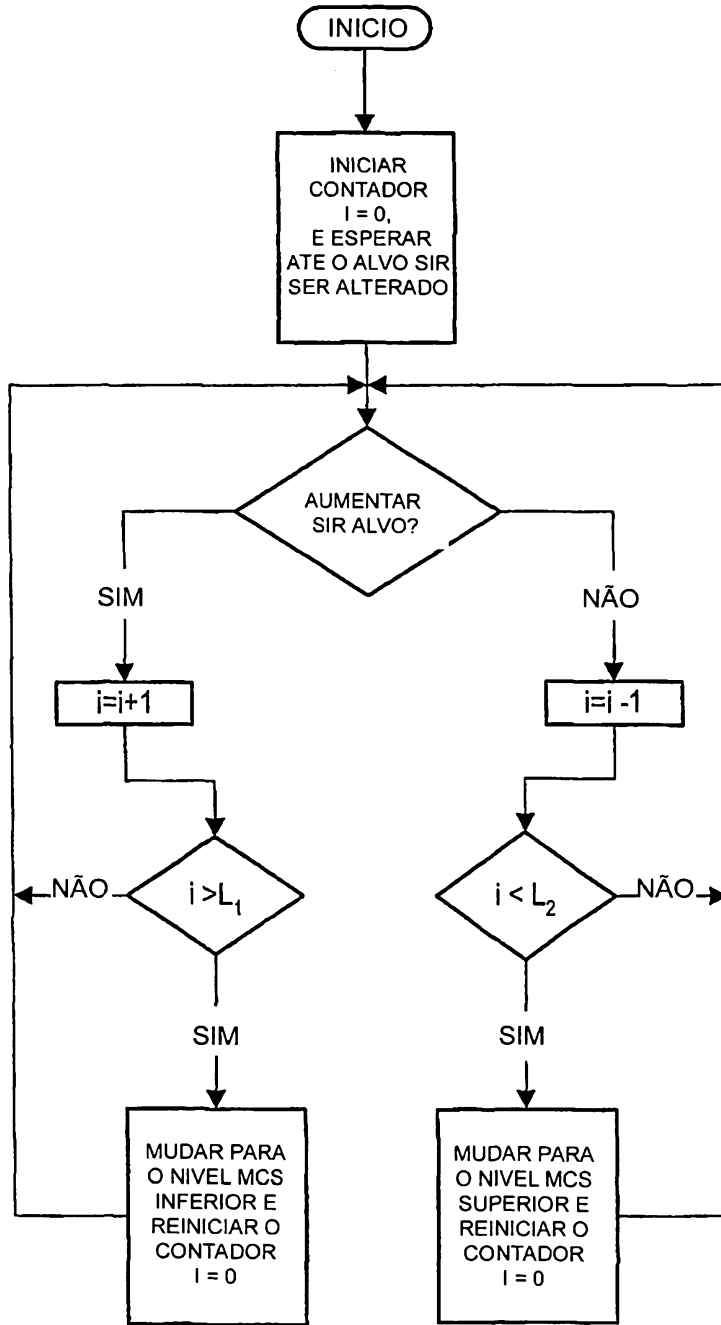 INICIO
INICIAR
CONTADOR
I = 0,
E ESPERAR
ATE O ALVO SIR
SER ALTERADO
AUMENTAR
SIR ALVO?
SIM
NÃO
i=i+1
i=i -1
NÃO
i >L₁
i < L₂
NÃO
SIM
SIM
MUDAR PARA
O NIVEL MCS
INFERIOR E
REINICIAR O
CONTADOR
I = 0
MUDAR PARA
O NIVEL MCS
SUPERIOR E
REINICIAR O
CONTADOR
I = 0